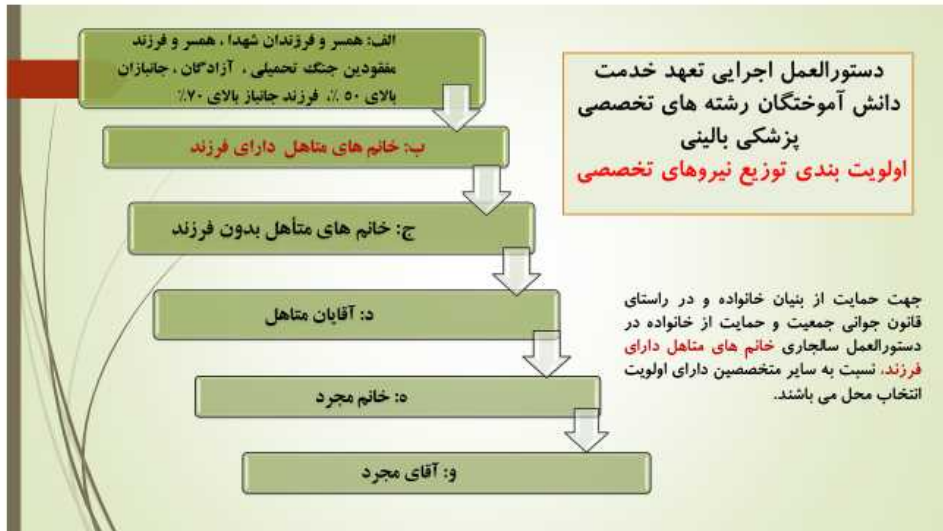 دستورالعمل اجرایی تعهد خدمت
دانش آموختگان رشته های تخصصی
پزشکی بالینی
اولویت بندی توزیع نیروهای تخصصی
الف: همسر و فرزندان شهدا ، همسر و فرزند
مفقودین جنگ تحمیلی ، آزادگان ، جانبازان
بالای ۵۰ ٪، فرزند جانباز بالای ۷۰٪
ب: خانم های متاهل دارای فرزند
ج: خانم های متأهل بدون فرزند
د: آقایان متاهل
ه: خانم مجرد
و: آقای مجرد
جهت حمایت از بنیان خانواده و در راستای
قانون جوانی جمعیت و حمایت از خانواده در
دستورالعمل سالجاری خانم های متاهل دارای
فرزند، نسبت به سایر متخصصین دارای اولویت
انتخاب محل می باشند.